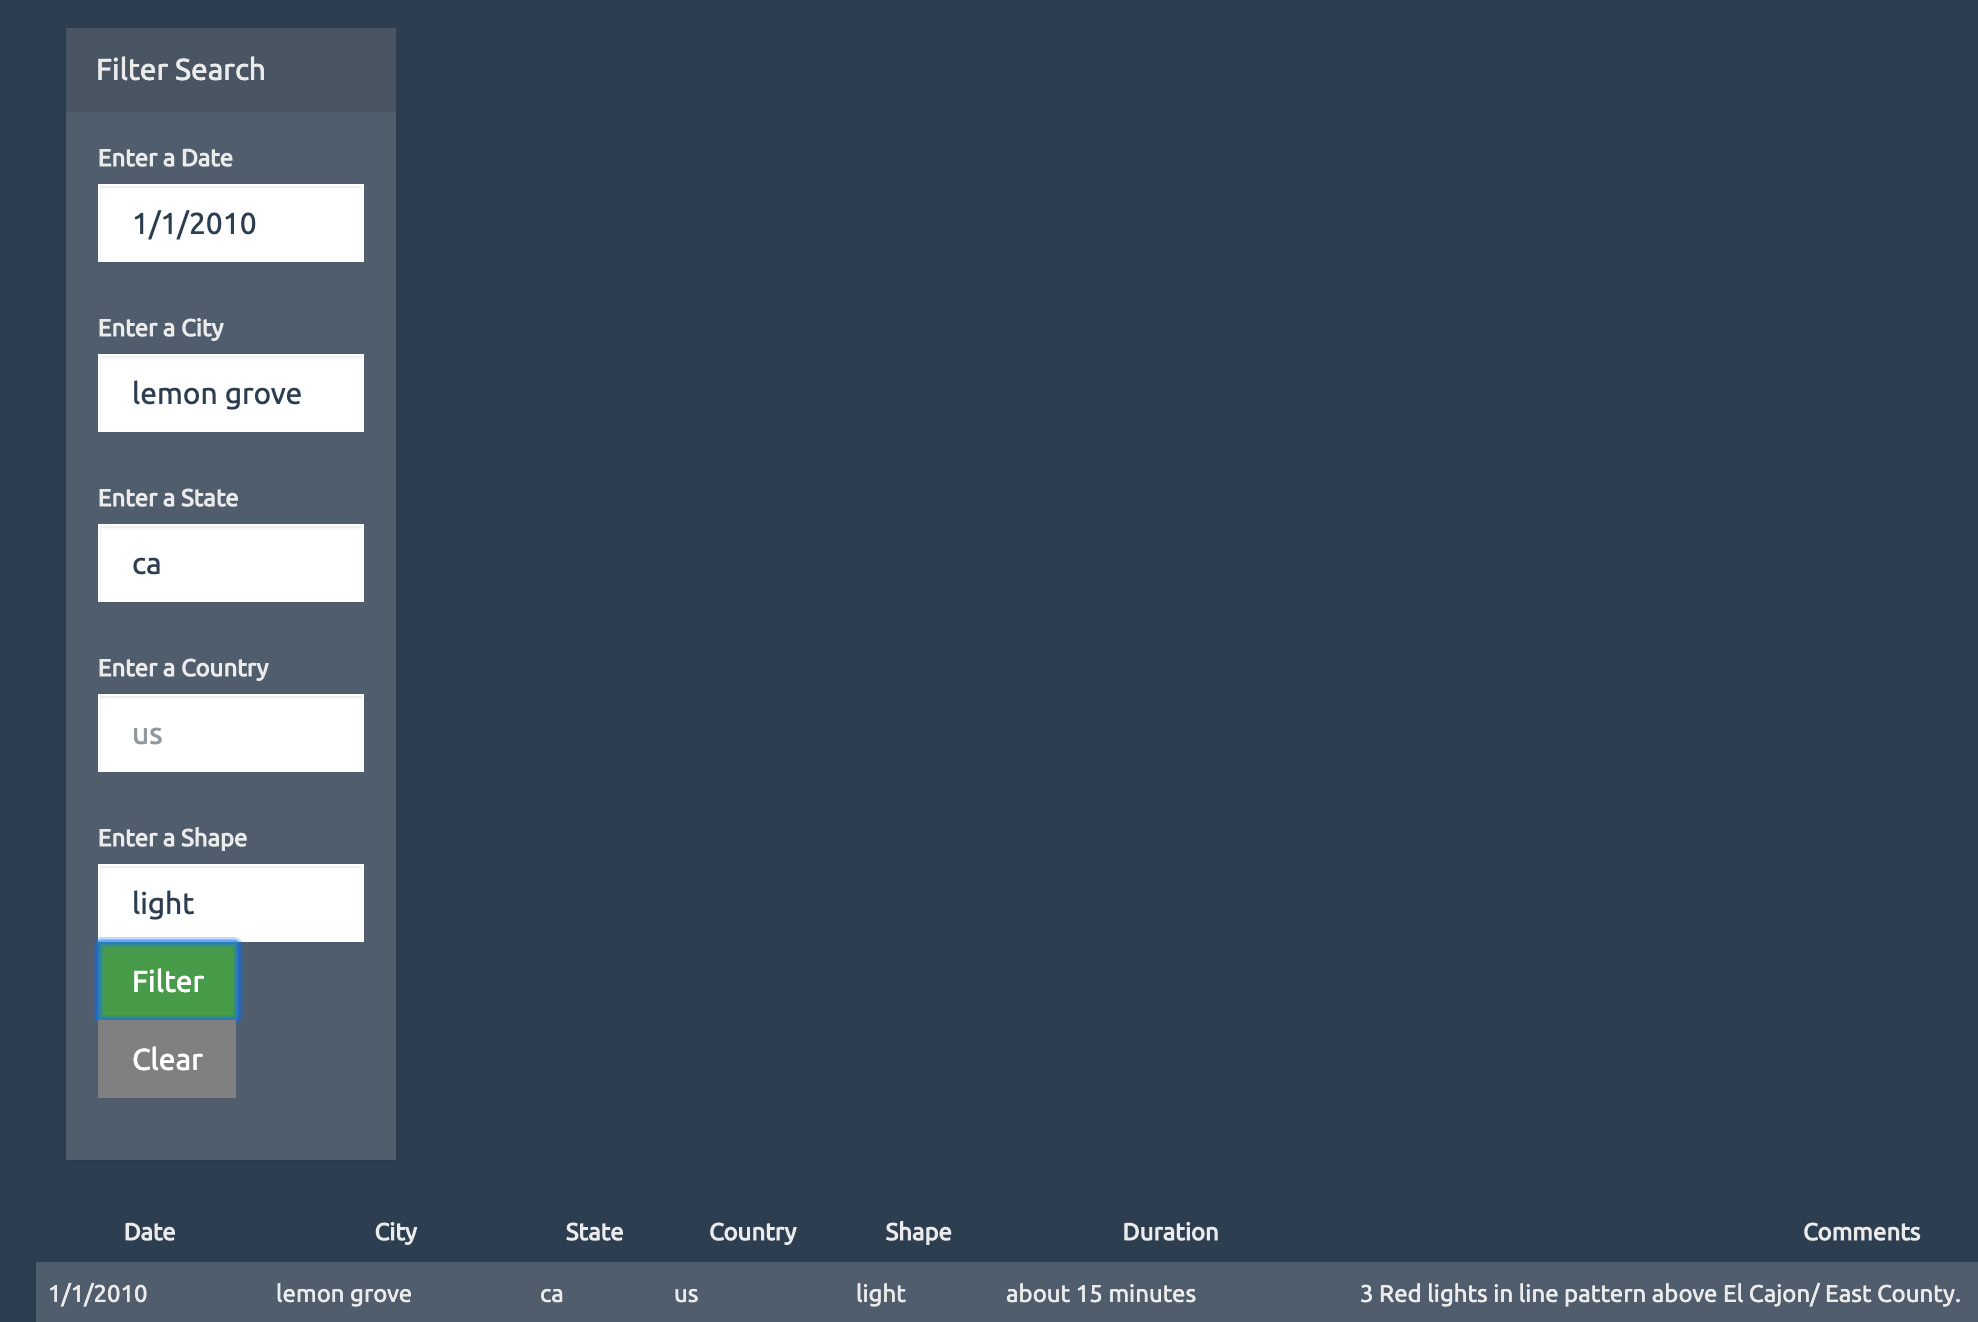 Filter Search
Enter a Date
1/1/2010
Enter a City
lemon grove
Enter a State
ca
Enter a Country
us
Enter a Shape
light
Filter
Clear
Date City State Country Shape Duration Comments
1/1/2010 lemon grove ca us light about 15 minutes 3 Red lights in line pattern above El Cajon/ East County.